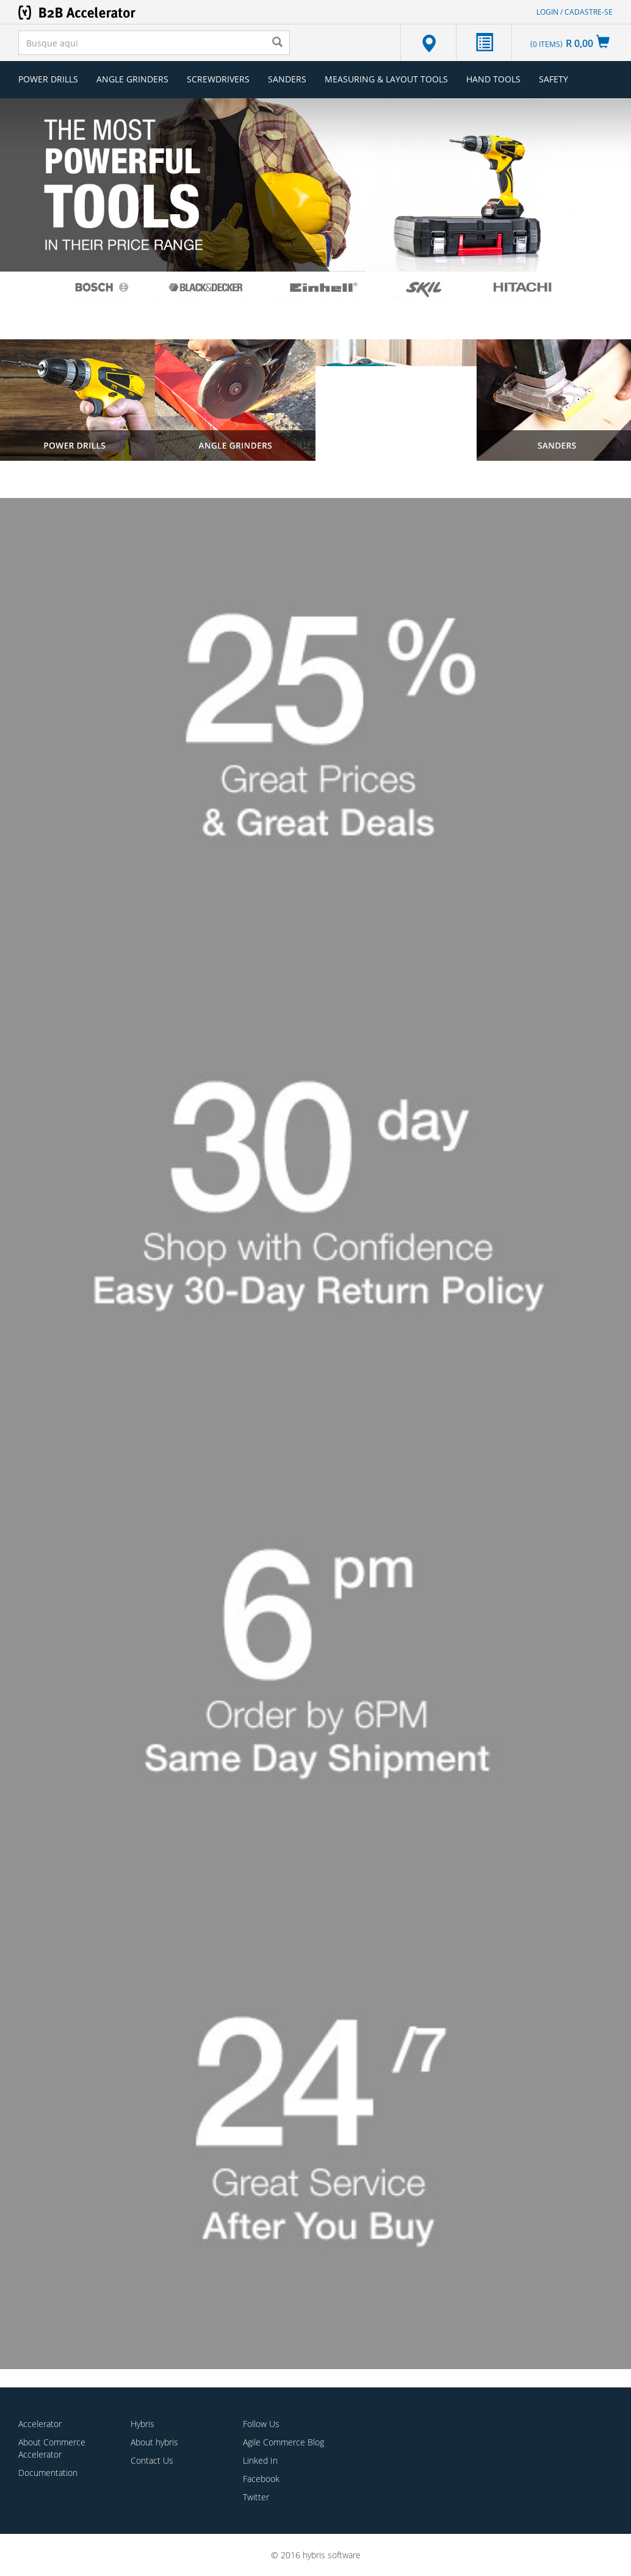 B2B Accelerator
LOGIN / CADASTRE-SE
Busque aqui
(0 ITEMS) R 0,00
POWER DRILLS ANGLE GRINDERS SCREWDRIVERS SANDERS MEASURING & LAYOUT TOOLS HAND TOOLS SAFETY
THE MOST
POWERFUL
TOOLS
IN THEIR PRICE RANGE
BOSCH BLACK&DECKER Einhell® SKIL HITACHI
POWER DRILLS
ANGLE GRINDERS
SANDERS
25 %
Great Prices
& Great Deals
30 day
Shop with Confidence
Easy 30-Day Return Policy
6 pm
Order by 6PM
Same Day Shipment
24 /7
Great Service
After You Buy
Accelerator
About Commerce
Accelerator
Documentation
Hybris
About hybris
Contact Us
Follow Us
Agile Commerce Blog
Linked In
Facebook
Twitter
© 2016 hybris software